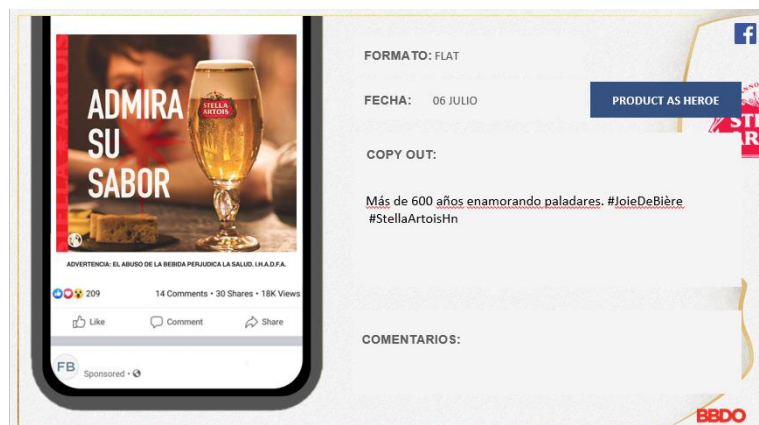 ADMIRA
SU
SABOR
STELLA
ARTOIS
ADVERTENCIA: EL ABUSO DE LA BEBIDA PERJUDICA LA SALUD. I.H.A.D.F.A.
209
14 Comments • 30 Shares • 18K Views
Like
Comment
Share
FB
Sponsored •
FORMATO: FLAT
FECHA: 06 JULIO
PRODUCT AS HEROE
COPY OUT:
Más de 600 años enamorando paladares. #JoieDeBière
#StellaArtoisHn
COMENTARIOS:
BBDO